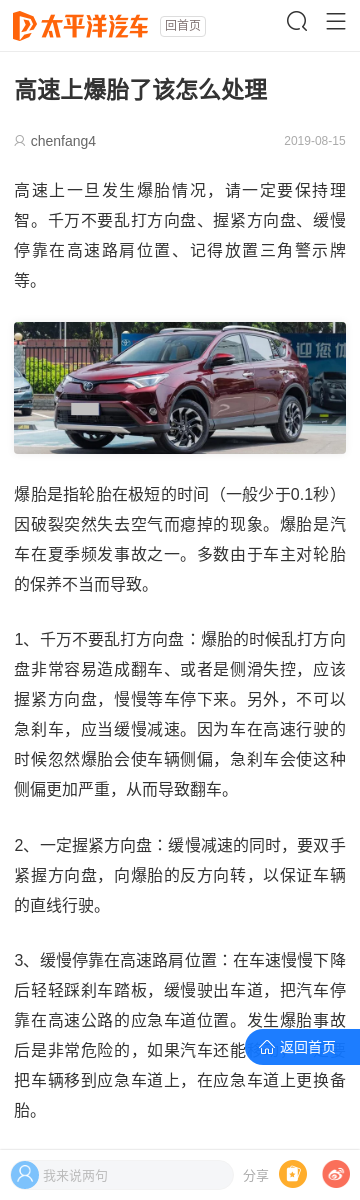 太平洋汽车 回首页
高速上爆胎了该怎么处理
chenfang4 2019-08-15
高速上一旦发生爆胎情况，请一定要保持理
智。千万不要乱打方向盘、握紧方向盘、缓慢
停靠在高速路肩位置、记得放置三角警示牌
等。
迎您
爆胎是指轮胎在极短的时间（一般少于0.1秒）
因破裂突然失去空气而瘪掉的现象。爆胎是汽
车在夏季频发事故之一。多数由于车主对轮胎
的保养不当而导致。
1、千万不要乱打方向盘：爆胎的时候乱打方向
盘非常容易造成翻车、或者是侧滑失控，应该
握紧方向盘，慢慢等车停下来。另外，不可以
急刹车，应当缓慢减速。因为车在高速行驶的
时候忽然爆胎会使车辆侧偏，急刹车会使这种
侧偏更加严重，从而导致翻车。
2、一定握紧方向盘：缓慢减速的同时，要双手
紧握方向盘，向爆胎的反方向转，以保证车辆
的直线行驶。
3、缓慢停靠在高速路肩位置：在车速慢慢下降
后轻轻踩刹车踏板，缓慢驶出车道，把汽车停
靠在高速公路的应急车道位置。发生爆胎事故
后是非常危险的，如果汽车还能
返回首页
把车辆移到应急车道上，在应急车道上更换备
胎。
我来说两句 分享